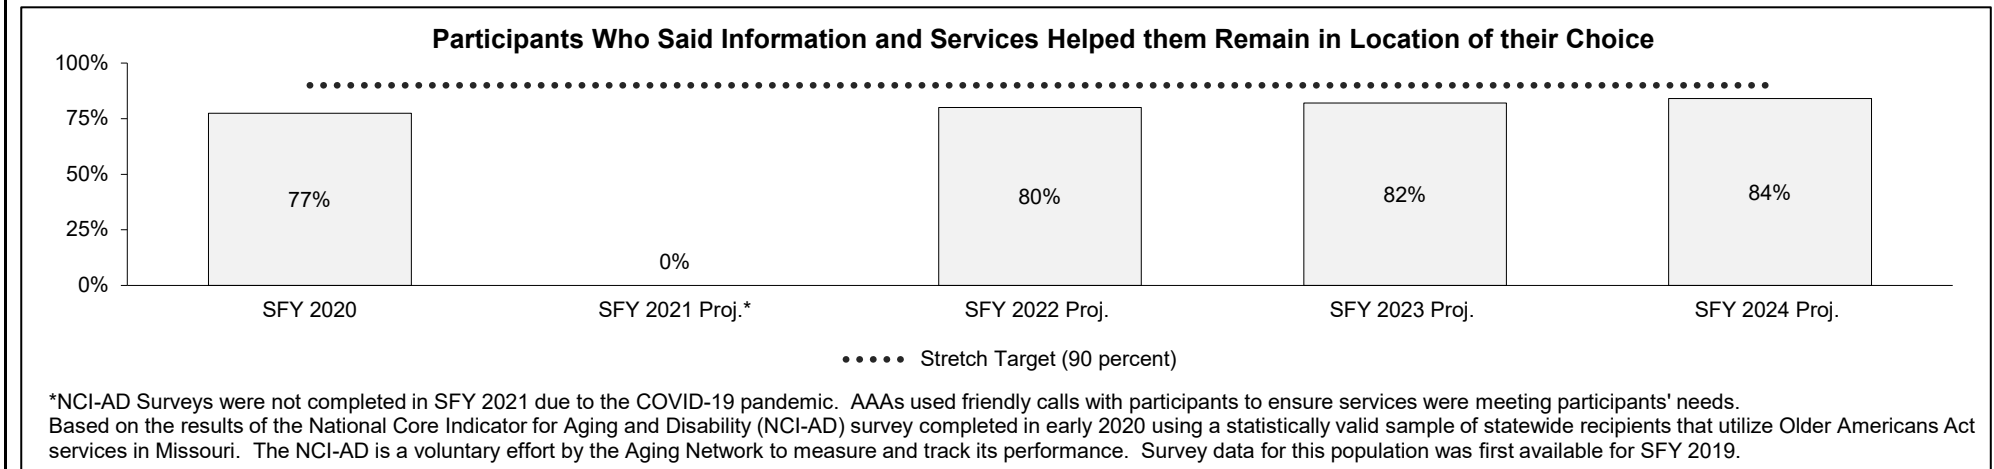 Participants Who Said Information and Services Helped them Remain in Location of their Choice
100%
75%
50%
25%
0%
77%
0%
80%
82%
84%
SFY 2020
SFY 2021 Proj.*
SFY 2022 Proj.
SFY 2023 Proj.
SFY 2024 Proj.
Stretch Target (90 percent)
*NCI-AD Surveys were not completed in SFY 2021 due to the COVID-19 pandemic.  AAAs used friendly calls with participants to ensure services were meeting participants' needs.
Based on the results of the National Core Indicator for Aging and Disability (NCI-AD) survey completed in early 2020 using a statistically valid sample of statewide recipients that utilize Older Americans Act
services in Missouri.  The NCI-AD is a voluntary effort by the Aging Network to measure and track its performance.  Survey data for this population was first available for SFY 2019.